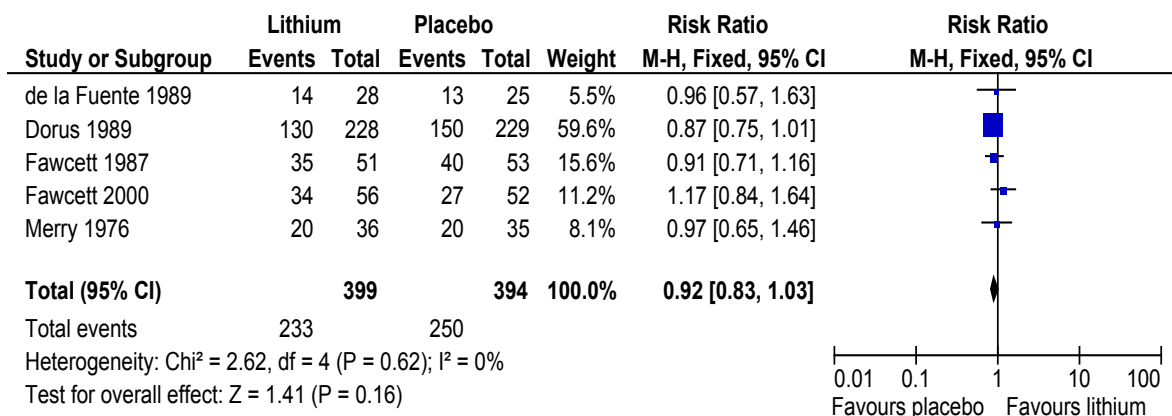 Lithium Placebo Risk Ratio Risk Ratio
Study or Subgroup Events Total Events Total Weight M-H, Fixed, 95% CI M-H, Fixed, 95% CI
de la Fuente 1989 14 28 13 25 5.5% 0.96 [0.57, 1.63]
Dorus 1989 130 228 150 229 59.6% 0.87 [0.75, 1.01]
Fawcett 1987 35 51 40 53 15.6% 0.91 [0.71, 1.16]
Fawcett 2000 34 56 27 52 11.2% 1.17 [0.84, 1.64]
Merry 1976 20 36 20 35 8.1% 0.97 [0.65, 1.46]
Total (95% CI) 399 394 100.0% 0.92 [0.83, 1.03]
Total events 233 250
Heterogeneity: Chi² = 2.62, df = 4 (P = 0.62); I² = 0%
Test for overall effect: Z = 1.41 (P = 0.16)
0.01 0.1 1 10 100
Favours placebo Favours lithium